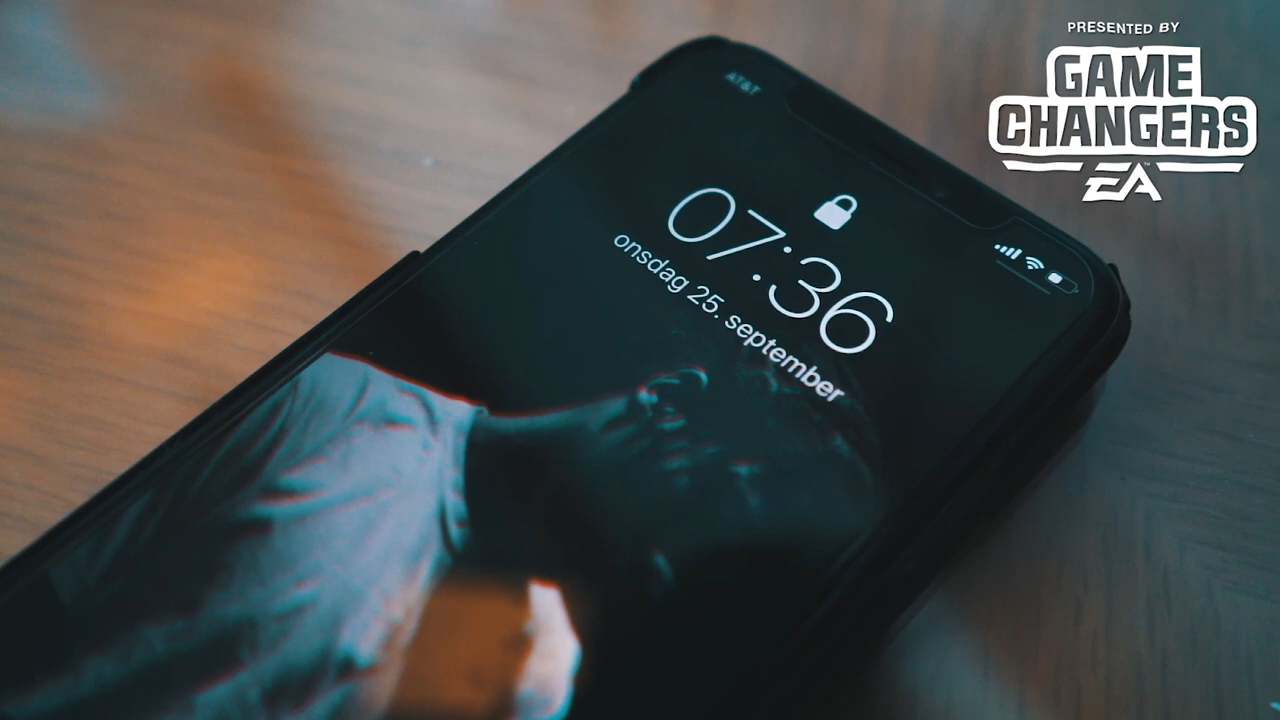 PRESENTED BY
GAME
CHANGERS
EA
AT&T
07:36
onsdag 25. september